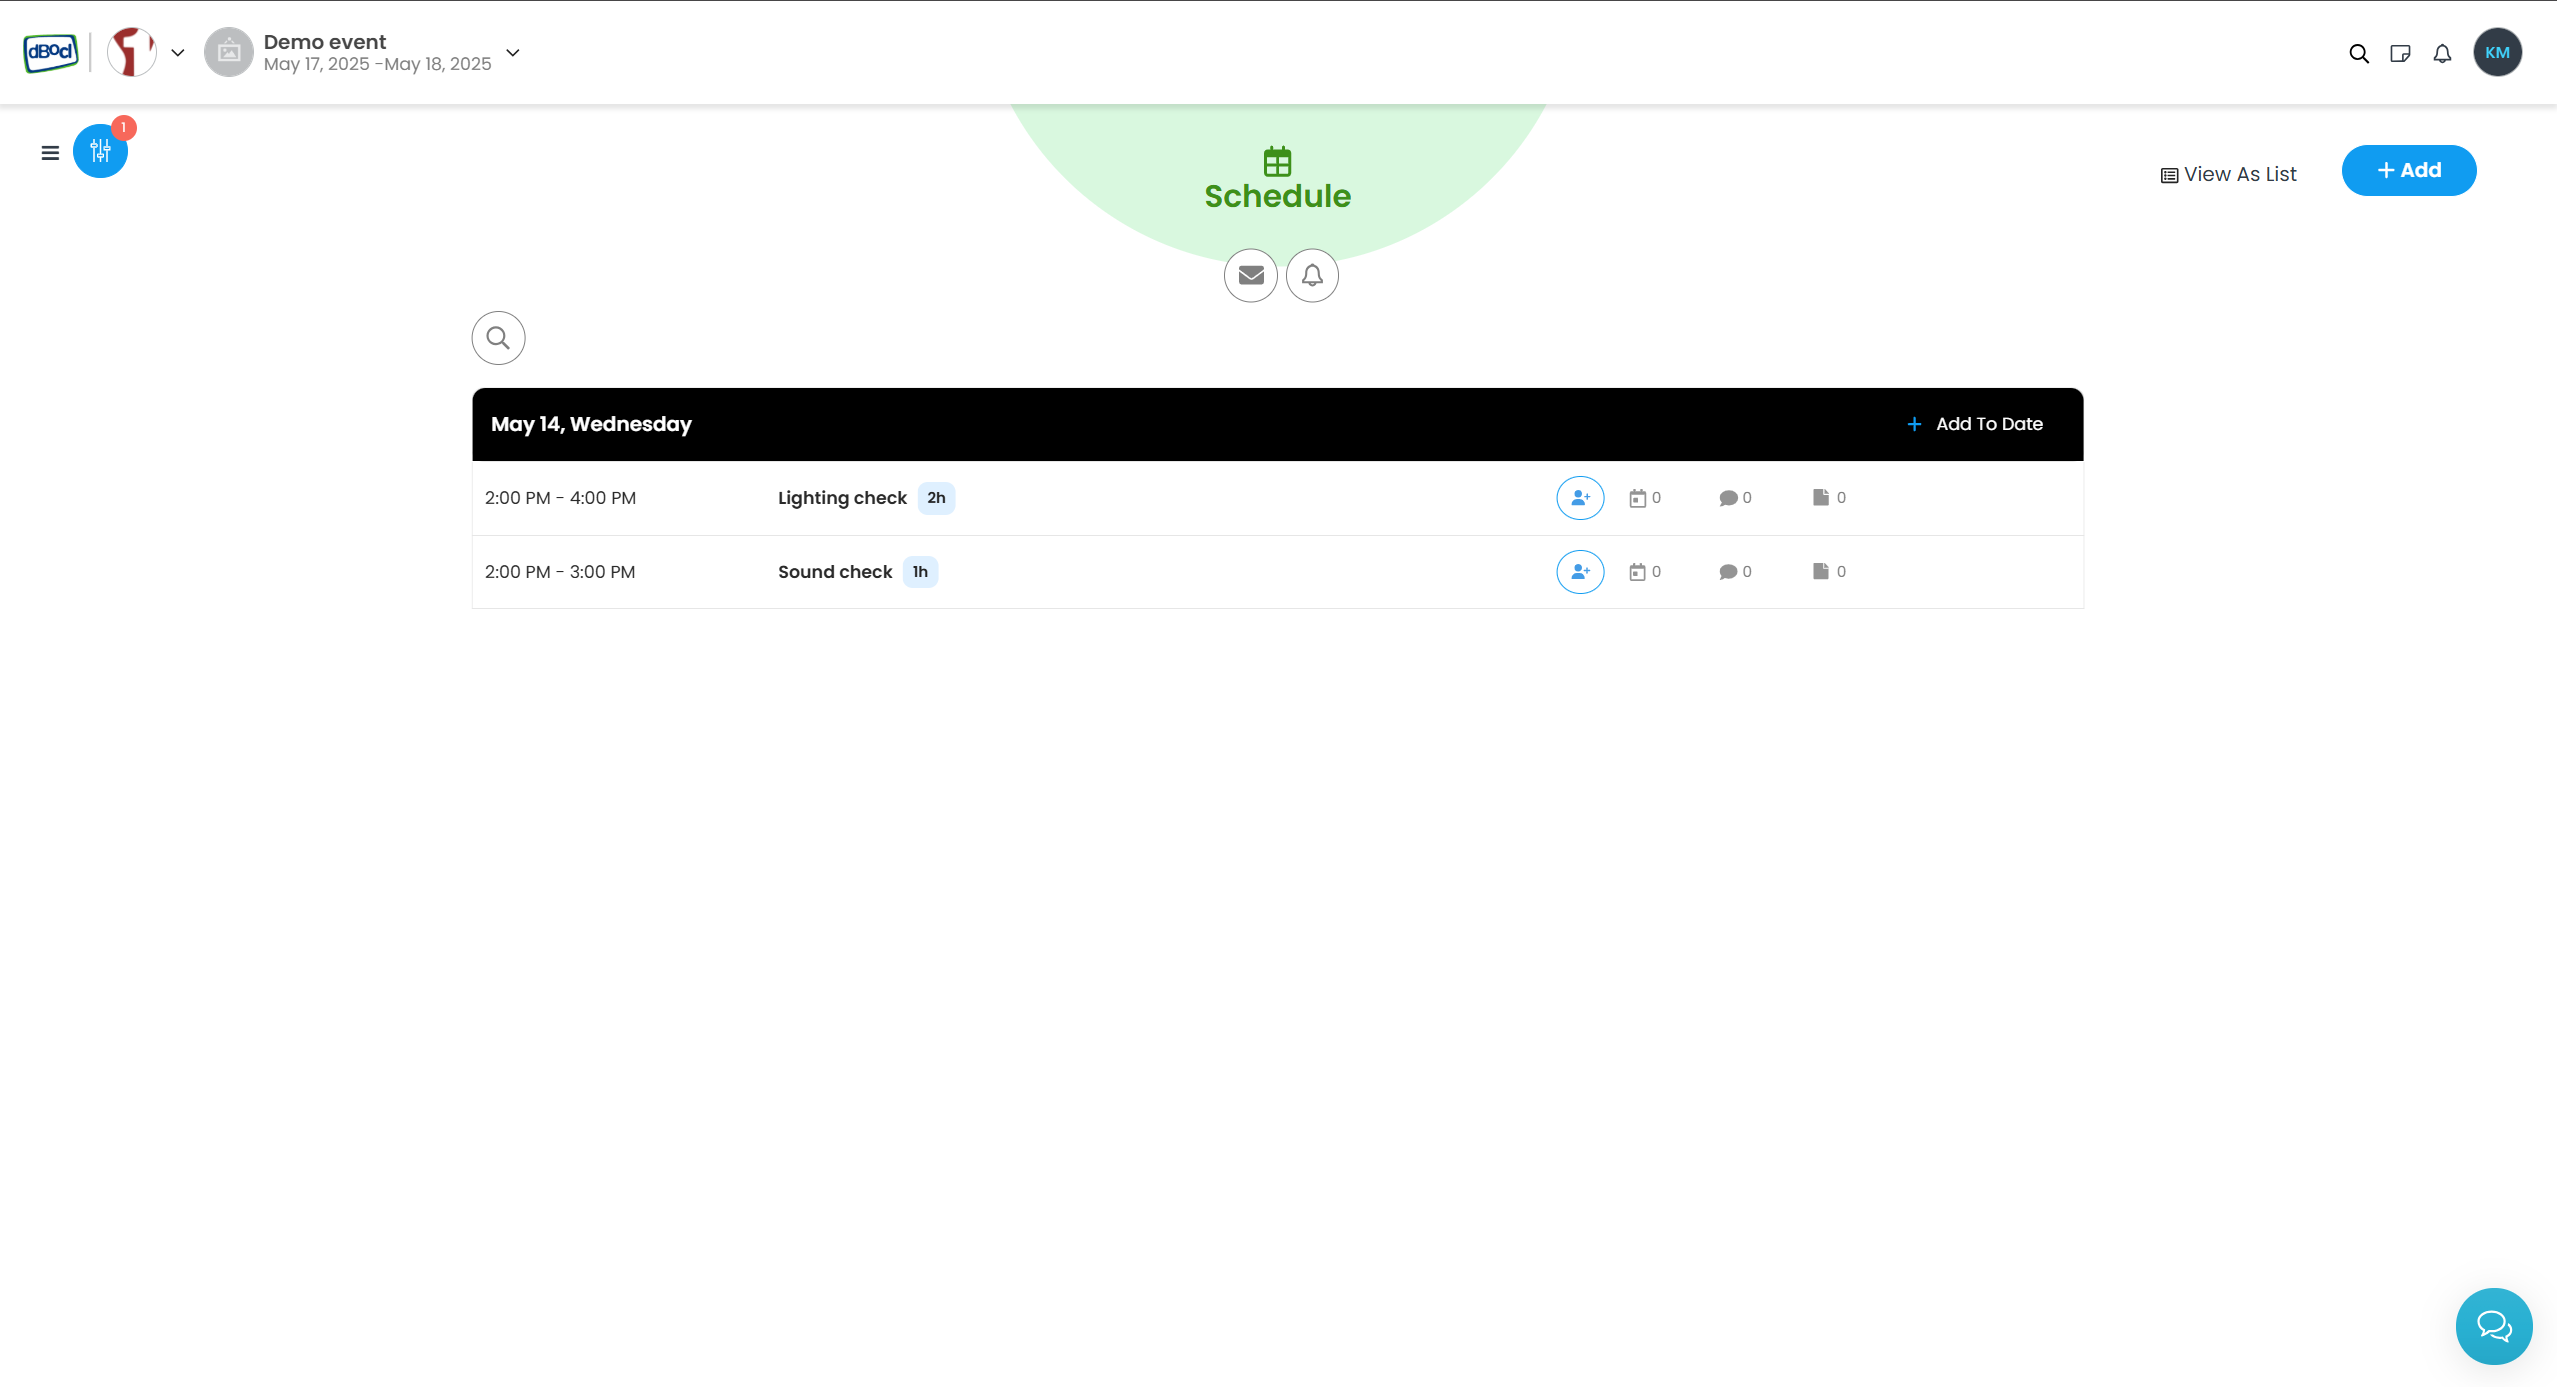 dBod
Demo event
May 17, 2025 -May 18, 2025
KM
1
Schedule
View As List
+ Add
May 14, Wednesday
+ Add To Date
2:00 PM - 4:00 PM Lighting check 2h 0 0 0
2:00 PM - 3:00 PM Sound check 1h 0 0 0